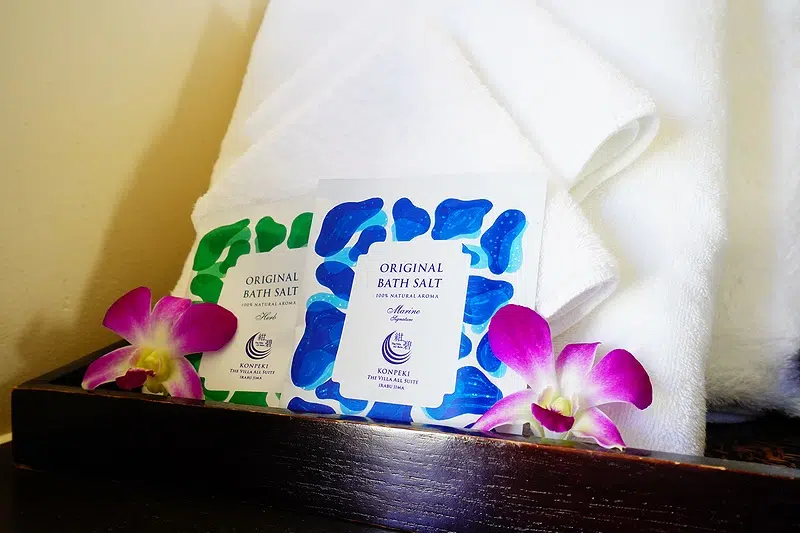 ORIGINAL
BATH SALT
100% NATURAL AROMA
Herb
KONPEKI
THE VILLA ALL SUITE
IRABU JIMA
ORIGINAL
BATH SALT
100% NATURAL AROMA
Marine
Signature
紺碧
KONPEKI
THE VILLA ALL SUITE
IRABU JIMA